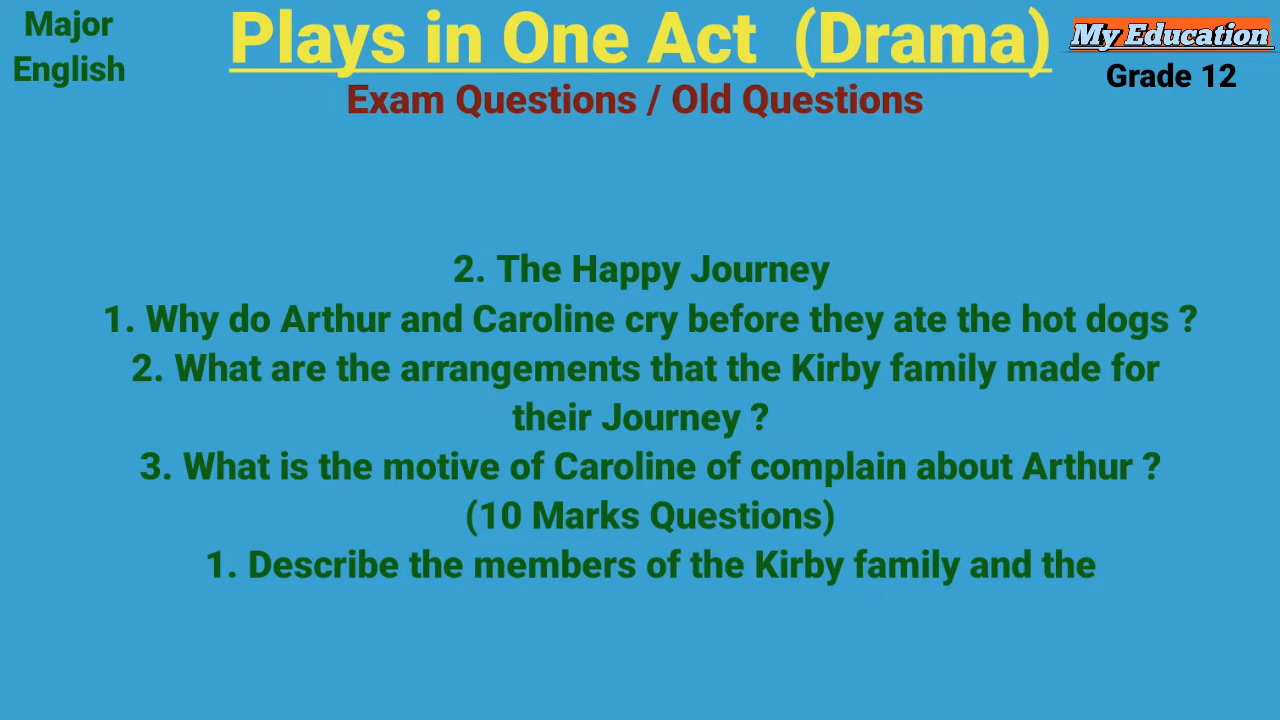 Major
English
Plays in One Act (Drama)
My Education
Grade 12
Exam Questions / Old Questions
2. The Happy Journey
1. Why do Arthur and Caroline cry before they ate the hot dogs ?
2. What are the arrangements that the Kirby family made for
their Journey ?
3. What is the motive of Caroline of complain about Arthur ?
(10 Marks Questions)
1. Describe the members of the Kirby family and the